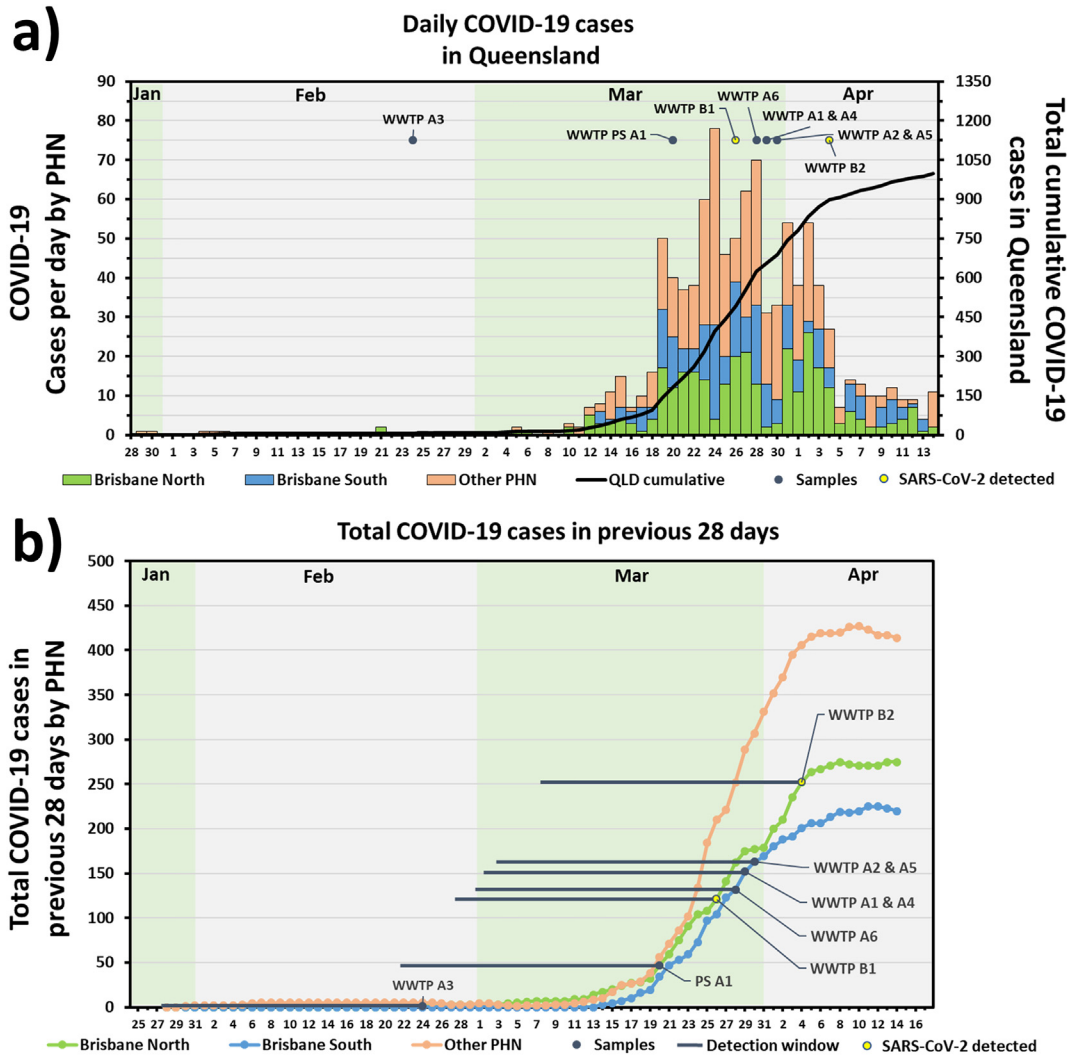 a)
Daily COVID-19 cases
in Queensland
COVID-19
Cases per day by PHN
Total cumulative COVID-19
cases in Queensland
90
80
70
60
50
40
30
20
10
0
1350
1200
1050
900
750
600
450
300
150
0
Jan
Feb
Mar
Apr
WWTP A3
WWTP PS A1
WWTP B1
WWTP A6
WWTP A1 & A4
WWTP A2 & A5
WWTP B2
28 30 1 3 5 7 9 11 13 15 17 19 21 23 25 27 29 2 4 6 8 10 12 14 16 18 20 22 24 26 28 30 1 3 5 7 9 11 13
Brisbane North Brisbane South Other PHN QLD cumulative Samples SARS-CoV-2 detected
b)
Total COVID-19 cases in previous 28 days
Total COVID-19 cases in
previous 28 days by PHN
500
450
400
350
300
250
200
150
100
50
0
Jan
Feb
Mar
Apr
WWTP B2
WWTP A2 & A5
WWTP A1 & A4
WWTP A6
WWTP B1
PS A1
WWTP A3
25 27 29 31 2 4 6 8 10 12 14 16 18 20 22 24 26 28 1 3 5 7 9 11 13 15 17 19 21 23 25 27 29 31 2 4 6 8 10 12 14 16
Brisbane North Brisbane South Other PHN Samples Detection window SARS-CoV-2 detected